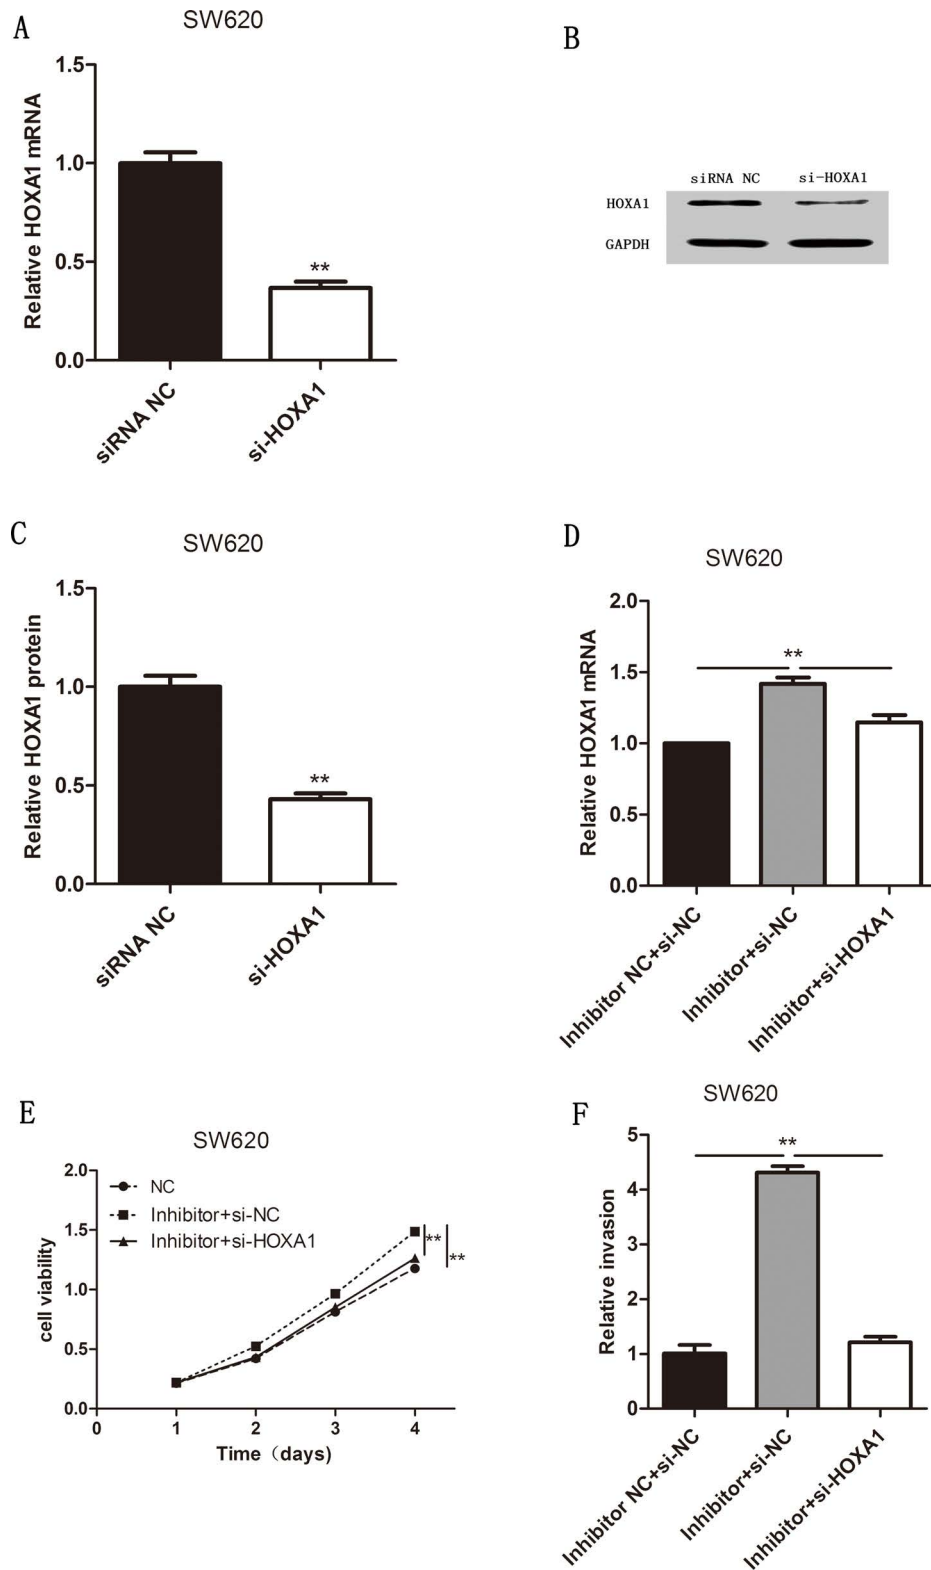 A
SW620
Relative HOXA1 mRNA
1.5
1.0
0.5
0.0
**
siRNA NC
si-HOXA1
B
siRNA NC si-HOXA1
HOXA1
GAPDH
C
SW620
Relative HOXA1 protein
1.5
1.0
0.5
0.0
**
siRNA NC
si-HOXA1
D
SW620
Relative HOXA1 mRNA
2.0
1.5
1.0
0.5
0.0
**
Inhibitor NC+si-NC
Inhibitor+si-NC
Inhibitor+si-HOXA1
E
SW620
cell viability
2.0
1.5
1.0
0.5
0.0
NC
Inhibitor+si-NC
Inhibitor+si-HOXA1
**
**
0 1 2 3 4
Time（days)
F
SW620
Relative invasion
5
4
3
2
1
0
**
Inhibitor NC+si-NC
Inhibitor+si-NC
Inhibitor+si-HOXA1